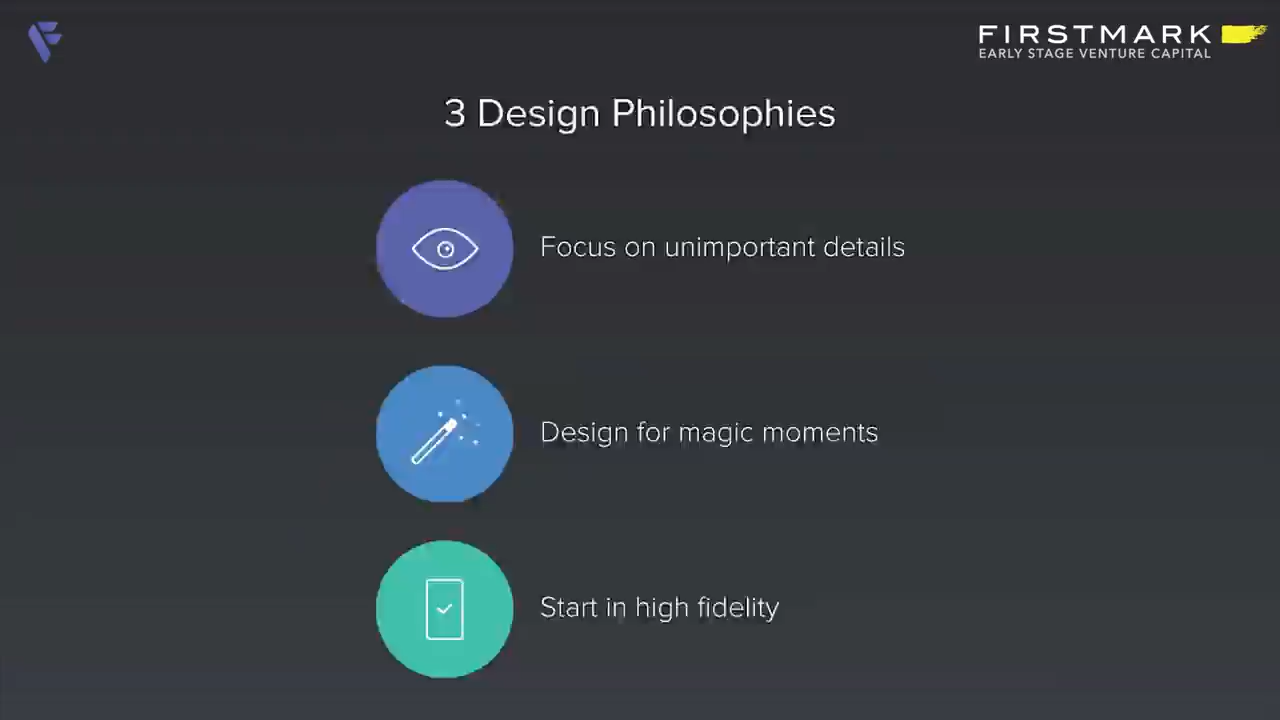 FIRSTMARK
EARLY STAGE VENTURE CAPITAL
3 Design Philosophies
Focus on unimportant details
Design for magic moments
Start in high fidelity